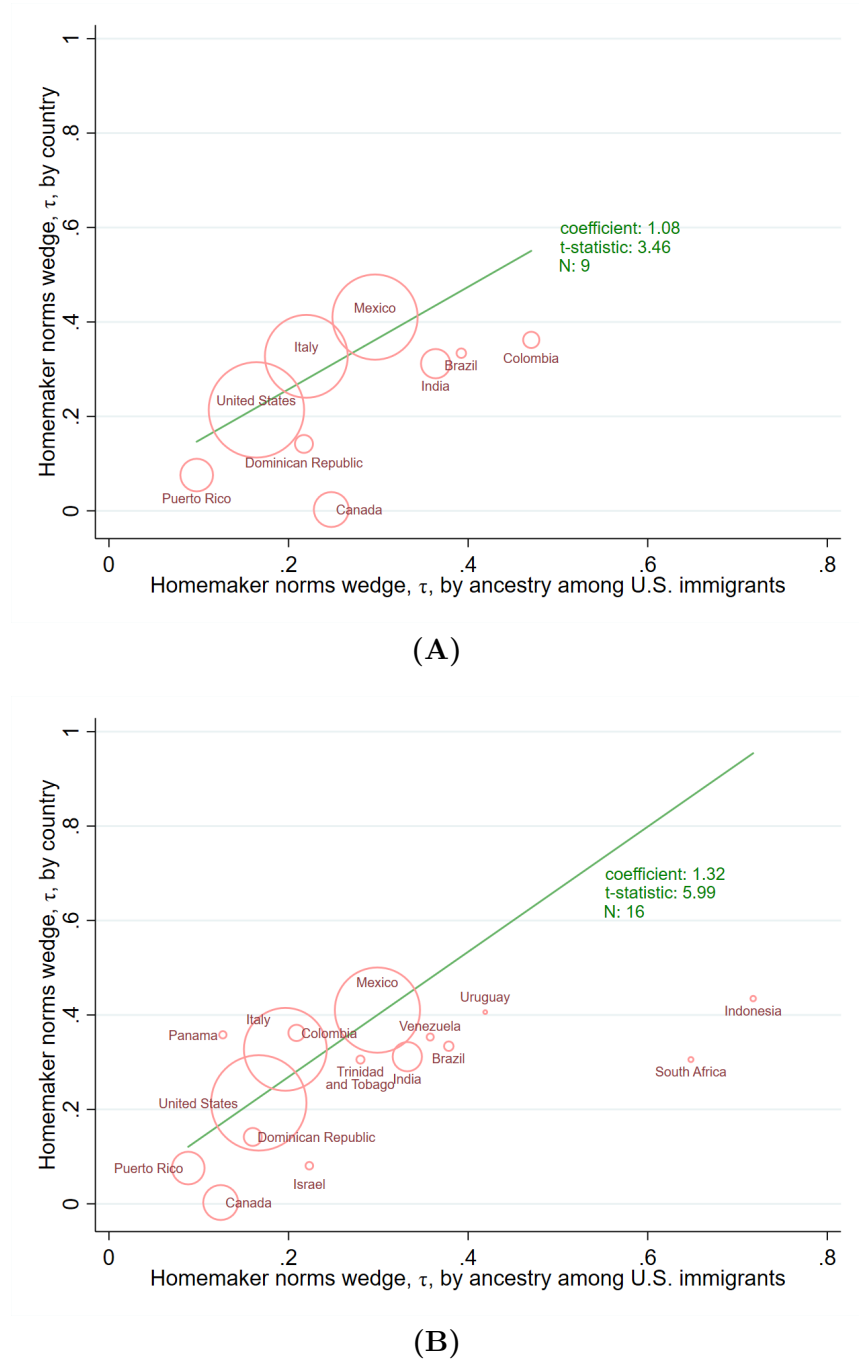 1
.8
.6
.4
.2
0
Homemaker norms wedge, τ, by country
coefficient: 1.08
t-statistic: 3.46
N: 9
Mexico
Italy
Brazil
Colombia
India
United States
Dominican Republic
Puerto Rico
Canada
0 .2 .4 .6 .8
Homemaker norms wedge, τ, by ancestry among U.S. immigrants
(A)
1
.8
.6
.4
.2
0
Homemaker norms wedge, τ, by country
coefficient: 1.32
t-statistic: 5.99
N: 16
Mexico
Uruguay
Indonesia
Italy
Venezuela
Panama
Colombia
Brazil
Trinidad
and Tobago
India
South Africa
United States
Dominican Republic
Puerto Rico
Israel
Canada
0 .2 .4 .6 .8
Homemaker norms wedge, τ, by ancestry among U.S. immigrants
(B)